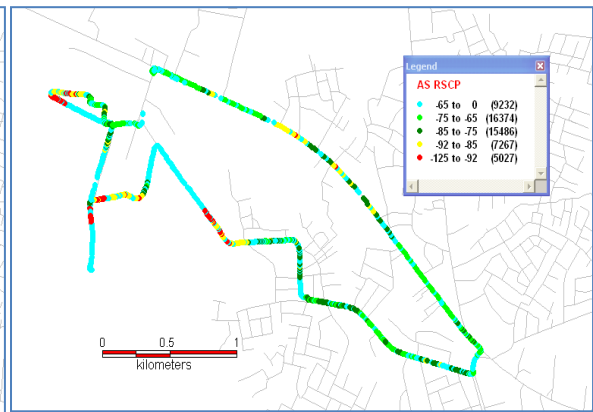 Legend
AS RSCP
-65 to 0 (9232)
-75 to -65 (16374)
-85 to -75 (15486)
-92 to -85 (7267)
-125 to -92 (5027)
0 0.5 1
kilometers